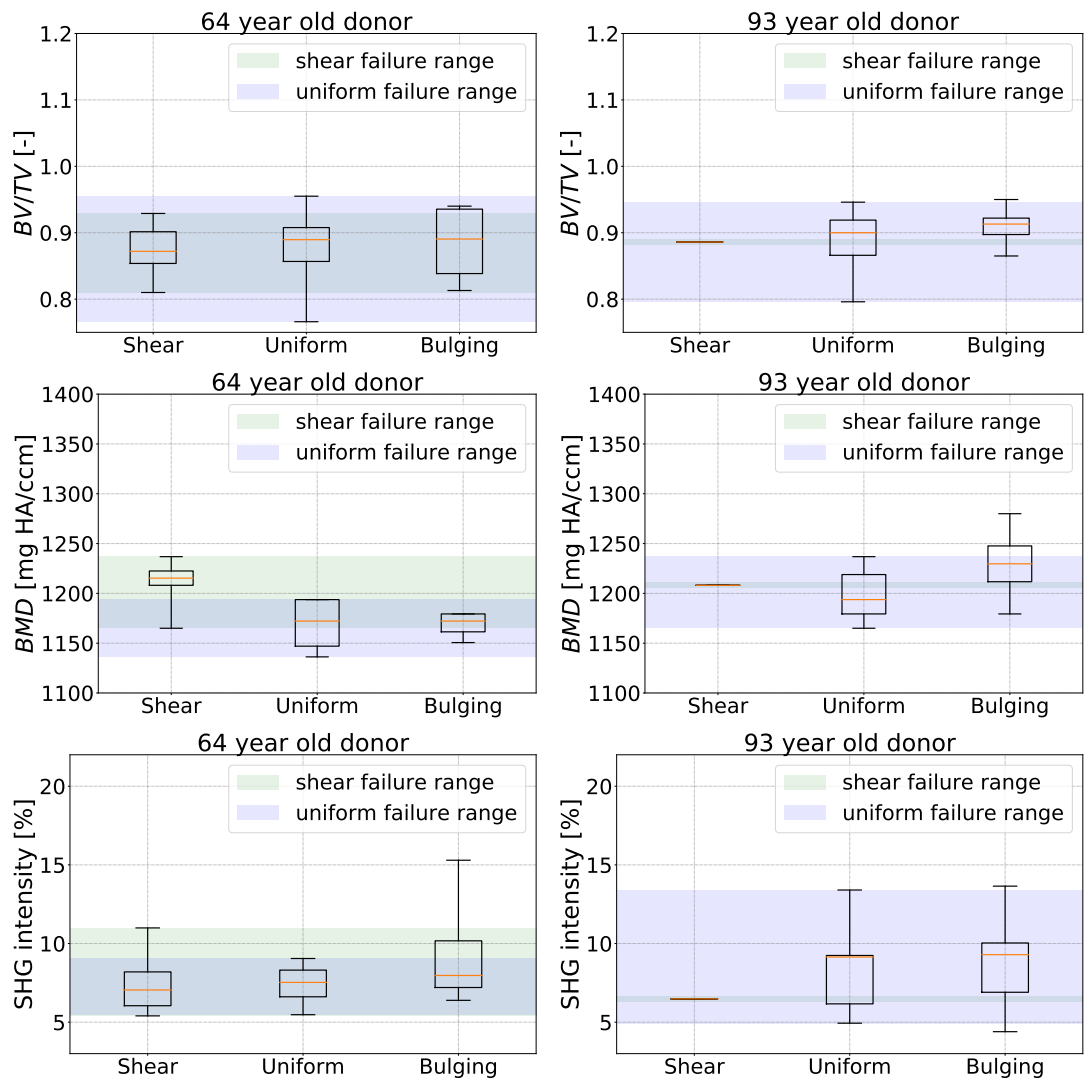 64 year old donor
BV/TV [-]
1.2
1.1
1.0
0.9
0.8
shear failure range
uniform failure range
Shear Uniform Bulging
93 year old donor
BV/TV [-]
1.2
1.1
1.0
0.9
0.8
shear failure range
uniform failure range
Shear Uniform Bulging
64 year old donor
BMD [mg HA/ccm]
1400
1350
1300
1250
1200
1150
1100
shear failure range
uniform failure range
Shear Uniform Bulging
93 year old donor
BMD [mg HA/ccm]
1400
1350
1300
1250
1200
1150
1100
shear failure range
uniform failure range
Shear Uniform Bulging
64 year old donor
SHG intensity [%]
20
15
10
5
shear failure range
uniform failure range
Shear Uniform Bulging
93 year old donor
SHG intensity [%]
20
15
10
5
shear failure range
uniform failure range
Shear Uniform Bulging